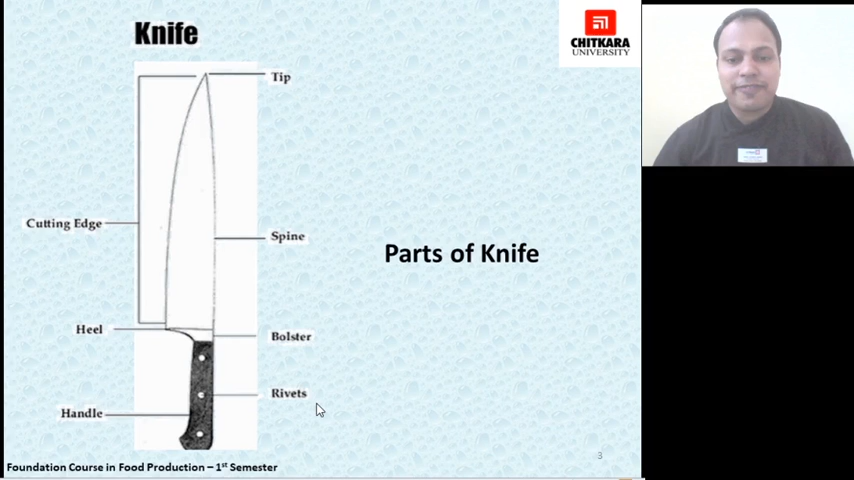 Knife
CHITKARA
UNIVERSITY
Tip
Cutting Edge
Spine
Parts of Knife
Heel
Bolster
Rivets
Handle
3
Foundation Course in Food Production – 1st Semester